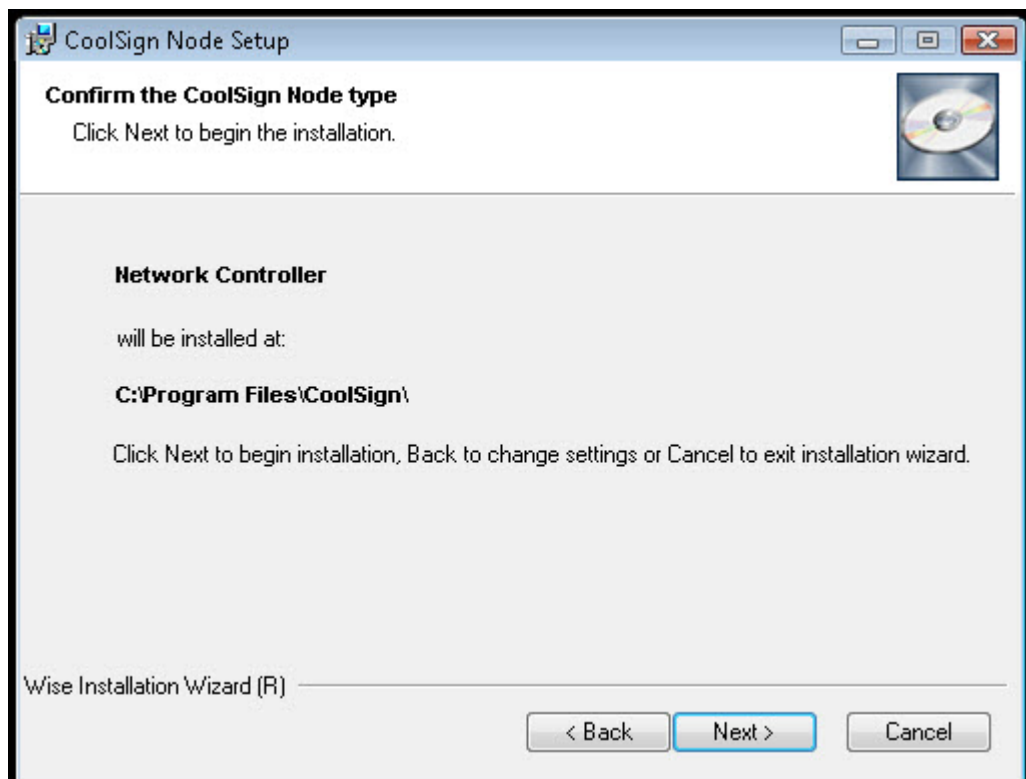 CoolSign Node Setup
Confirm the CoolSign Node type
Click Next to begin the installation.
Network Controller
will be installed at:
C:\Program Files\CoolSign\
Click Next to begin installation, Back to change settings or Cancel to exit installation wizard.
Wise Installation Wizard (R)
< Back Next > Cancel